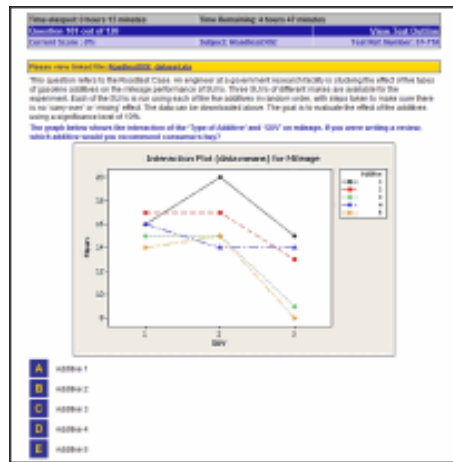 Time elapsed: 0 hours 13 minutes Time Remaining: 4 hours 47 minutes
Question 101 out of 120 View Test Outline
Current Score: 0% Subject: Roadtest
Please view linked file:
This question refers to the Roadtest Case. An engineer at a government research facility is studying the effect of five types
of gasoline additives on the mileage performance of SUVs. Three SUVs of different makes are available for the
experiment. Each of the SUVs is run using each of the five additives in random order, with steps taken to make sure there
is no 'carry-over' or 'mixing' effect. The data can be downloaded above. The goal is to evaluate the effect of the additives
using a significance level of 10%.
The graph below shows the interaction of the 'Type of Additive' and 'SUV' on mileage. If you were writing a review,
which additive would you recommend consumers buy?
Interaction Plot (data means) for Mileage
Additive
1
2
3
4
5
Mean
20
18
16
14
12
10
8
1 2 3
SUV
A Additive 1
B Additive 2
C Additive 3
D Additive 4
E Additive 5